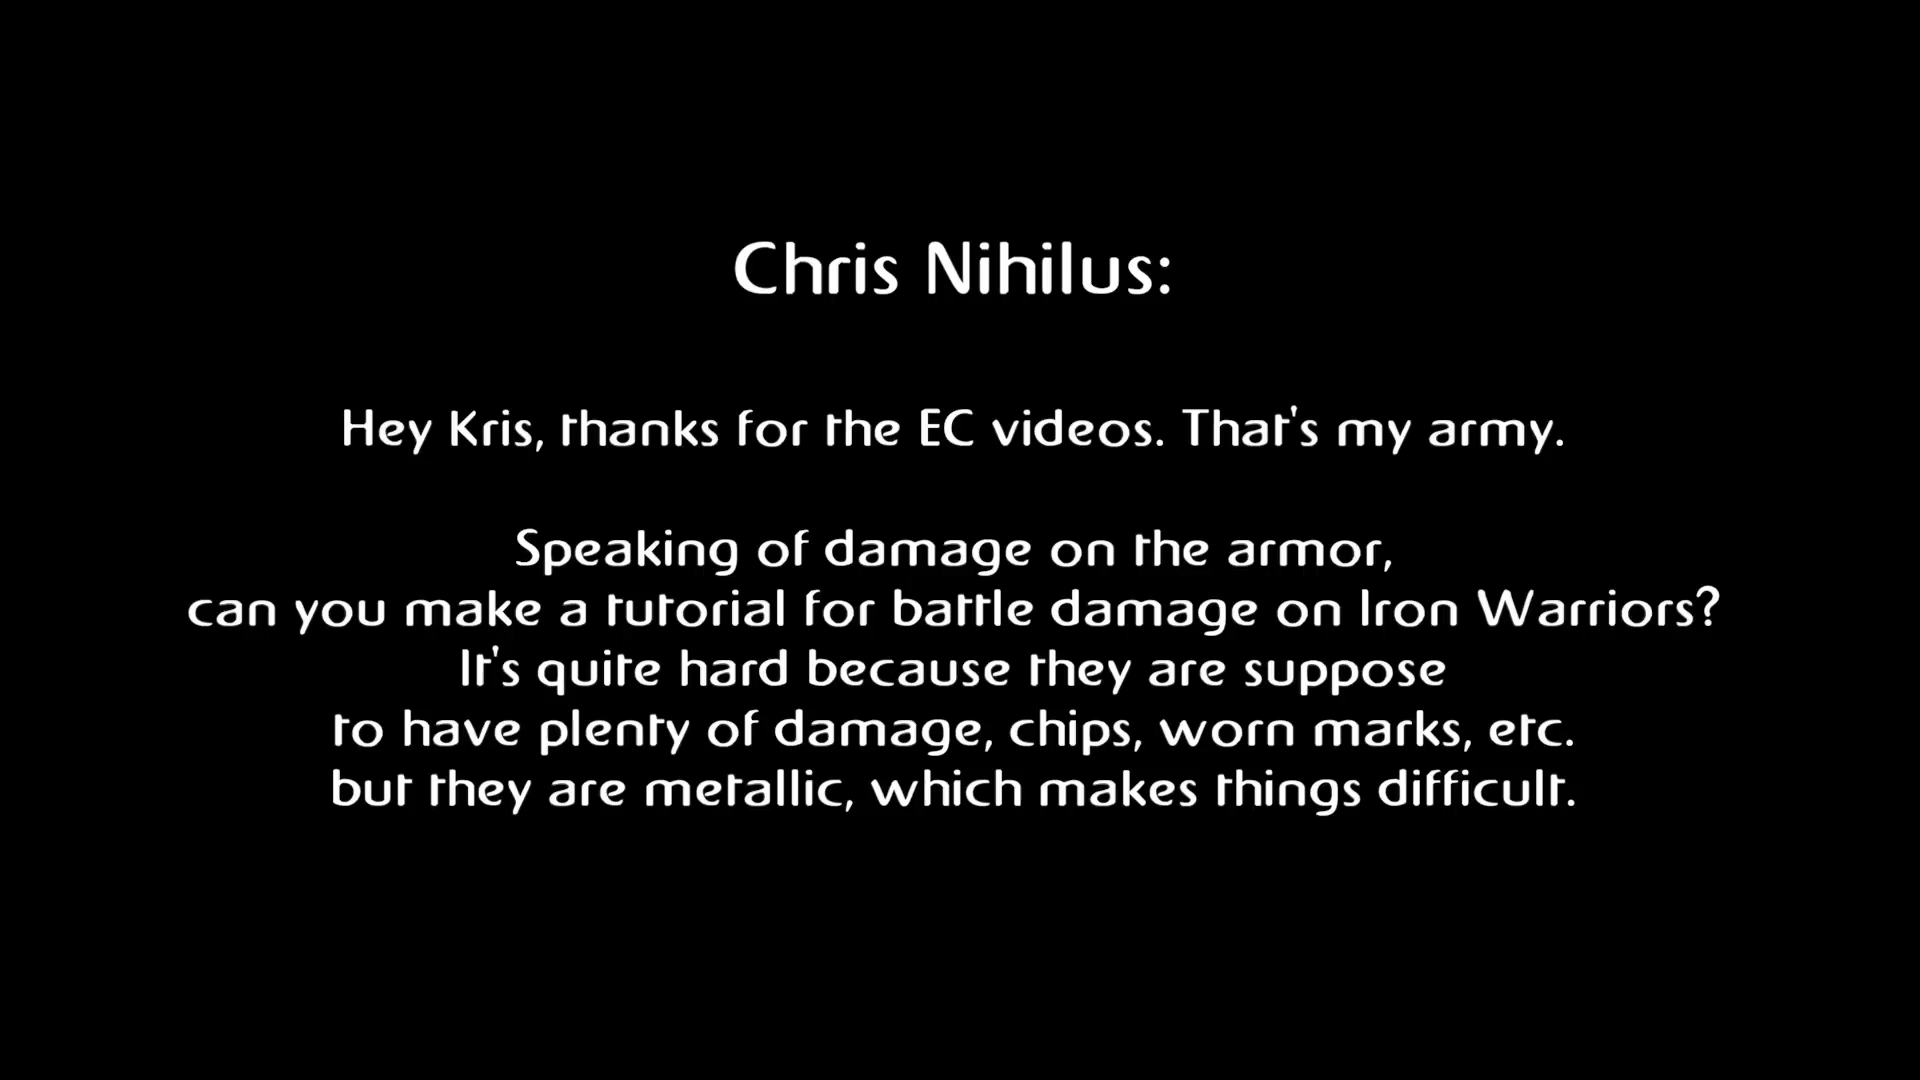 Chris Nihilus:
Hey Kris, thanks for the EC videos. That's my army.
Speaking of damage on the armor,
can you make a tutorial for battle damage on Iron Warriors?
It's quite hard because they are suppose
to have plenty of damage, chips, worn marks, etc.
but they are metallic, which makes things difficult.